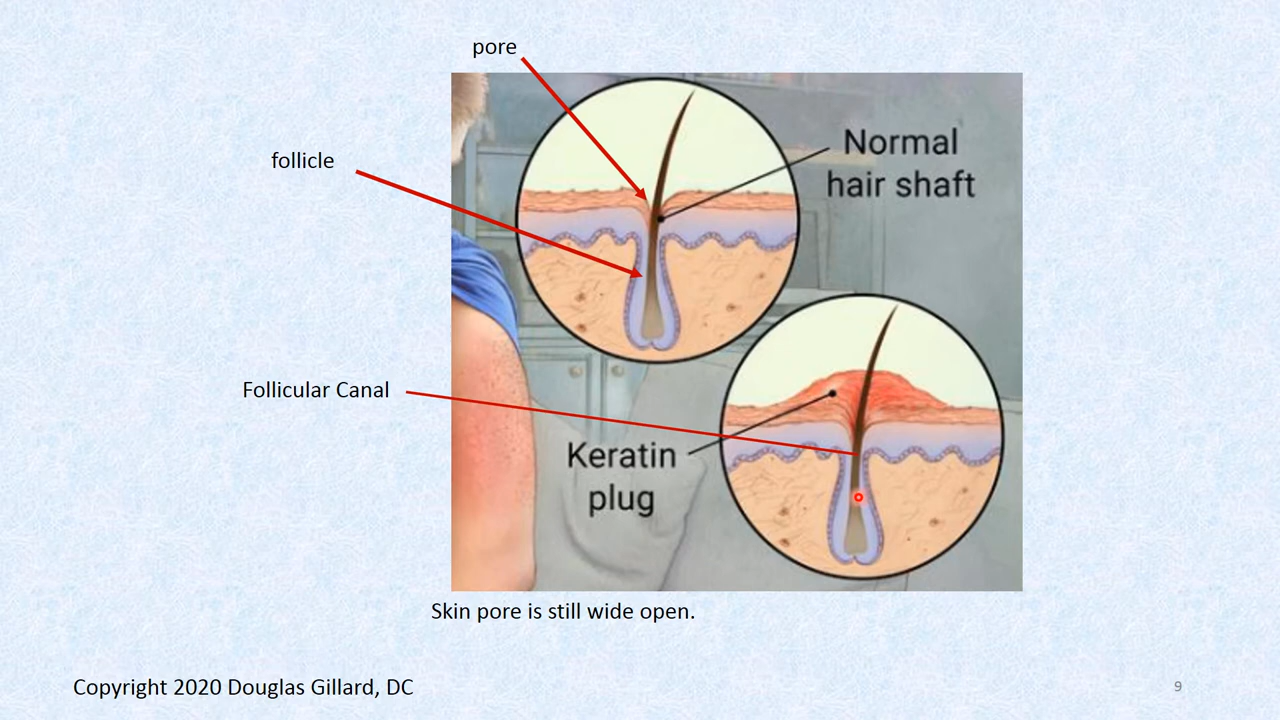 pore
Normal
hair shaft
follicle
Follicular Canal
Keratin
plug
Skin pore is still wide open.
Copyright 2020 Douglas Gillard, DC
9